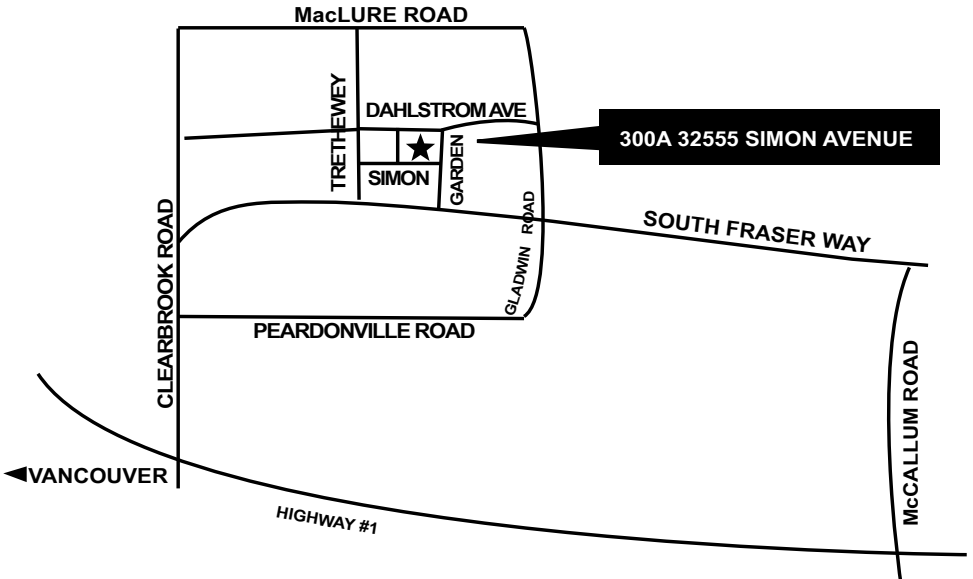 MacLURE ROAD
TRETHEWEY
DAHLSTROM AVE
300A 32555 SIMON AVENUE
SIMON
GARDEN
CLEARBROOK ROAD
GLADWIN ROAD
SOUTH FRASER WAY
PEARDONVILLE ROAD
McCALLUM ROAD
VANCOUVER
HIGHWAY #1